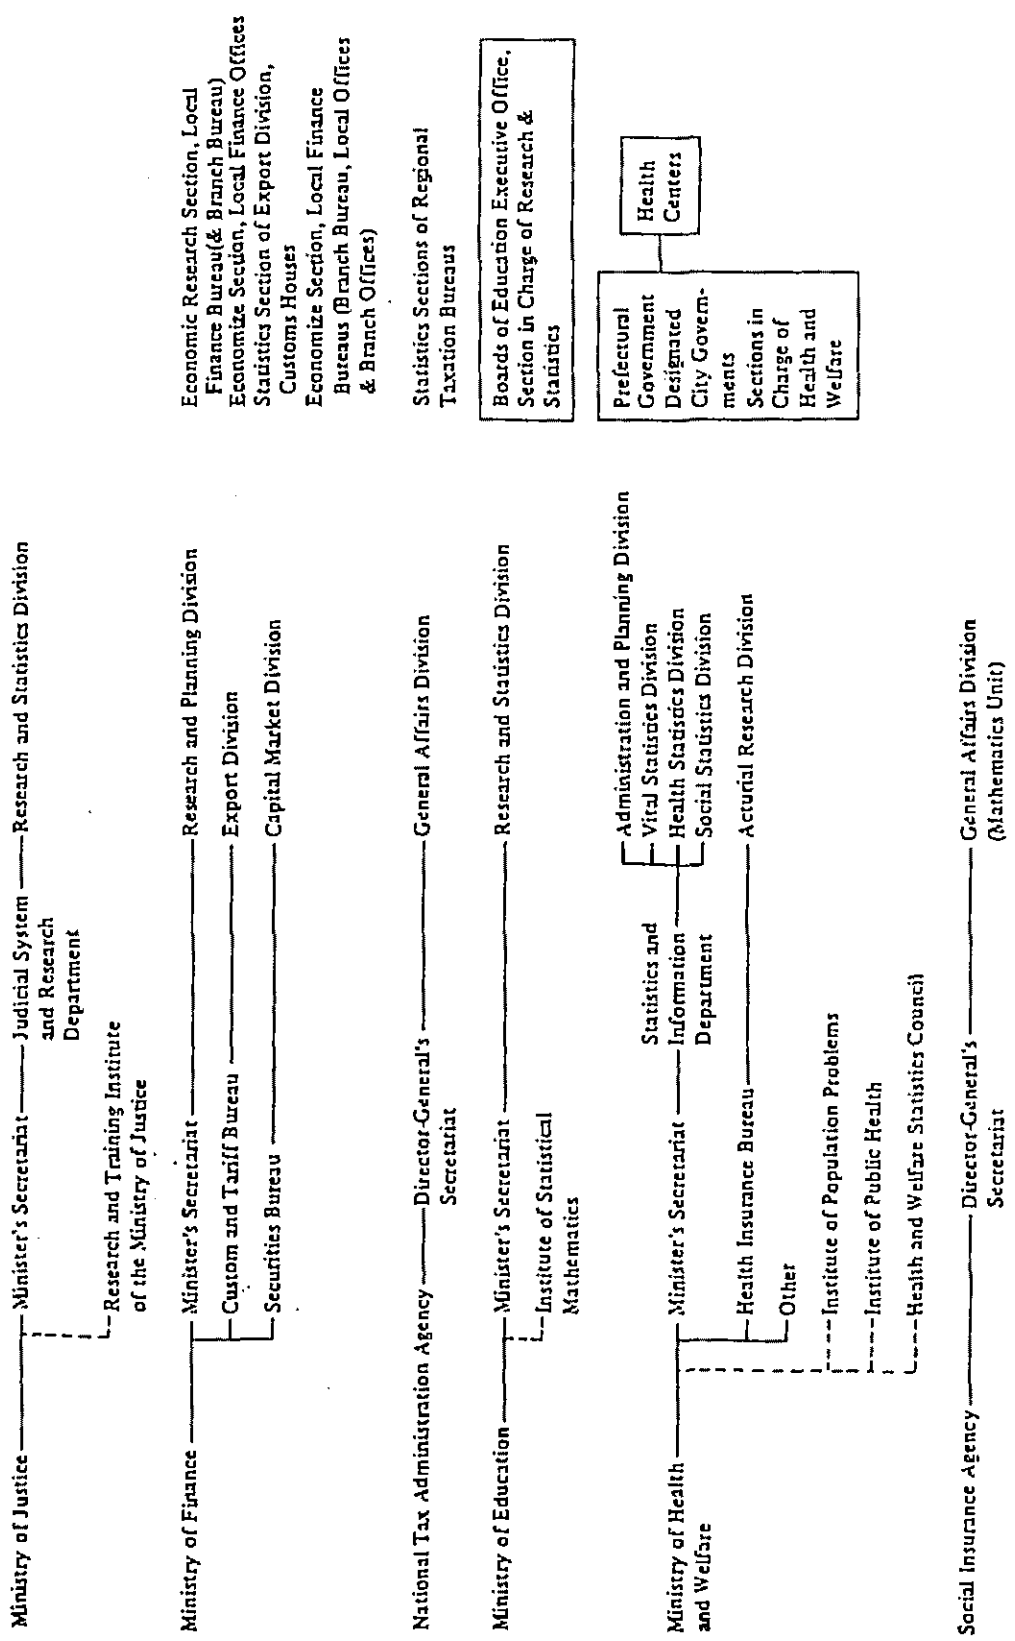 Ministry of Justice
Minister's Secretariat
Judicial System
and Research
Department
Research and Statistics Division
Research and Training Institute
of the Ministry of Justice
Ministry of Finance
Minister's Secretariat
Research and Planning Division
Custom and Tariff Bureau
Export Division
Securities Bureau
Capital Market Division
Economic Research Section, Local
Finance Bureau(& Branch Bureau)
Economize Section, Local Finance Offices
Statistics Section of Export Division,
Customs Houses
Economize Section, Local Finance
Bureaus (Branch Bureau, Local Offices
& Branch Offices)
National Tax Administration Agency
Director-General's
Secretariat
General Affairs Division
Statistics Sections of Regional
Taxation Bureaus
Ministry of Education
Minister's Secretariat
Research and Statistics Division
Institute of Statistical
Mathematics
Boards of Education Executive Office,
Section in Charge of Research &
Statistics
Ministry of Health
and Welfare
Minister's Secretariat
Statistics and
Information
Department
Administration and Planning Division
Vital Statistics Division
Health Statistics Division
Social Statistics Division
Health Insurance Bureau
Acturial Research Division
Other
Institute of Population Problems
Institute of Public Health
Health and Welfare Statistics Council
Prefectural
Government
Designated
City Govern-
ments
Sections in
Charge of
Health and
Welfare
Health
Centers
Social Insurance Agency
Director-General's
Secretariat
General Affairs Division
(Mathematics Unit)